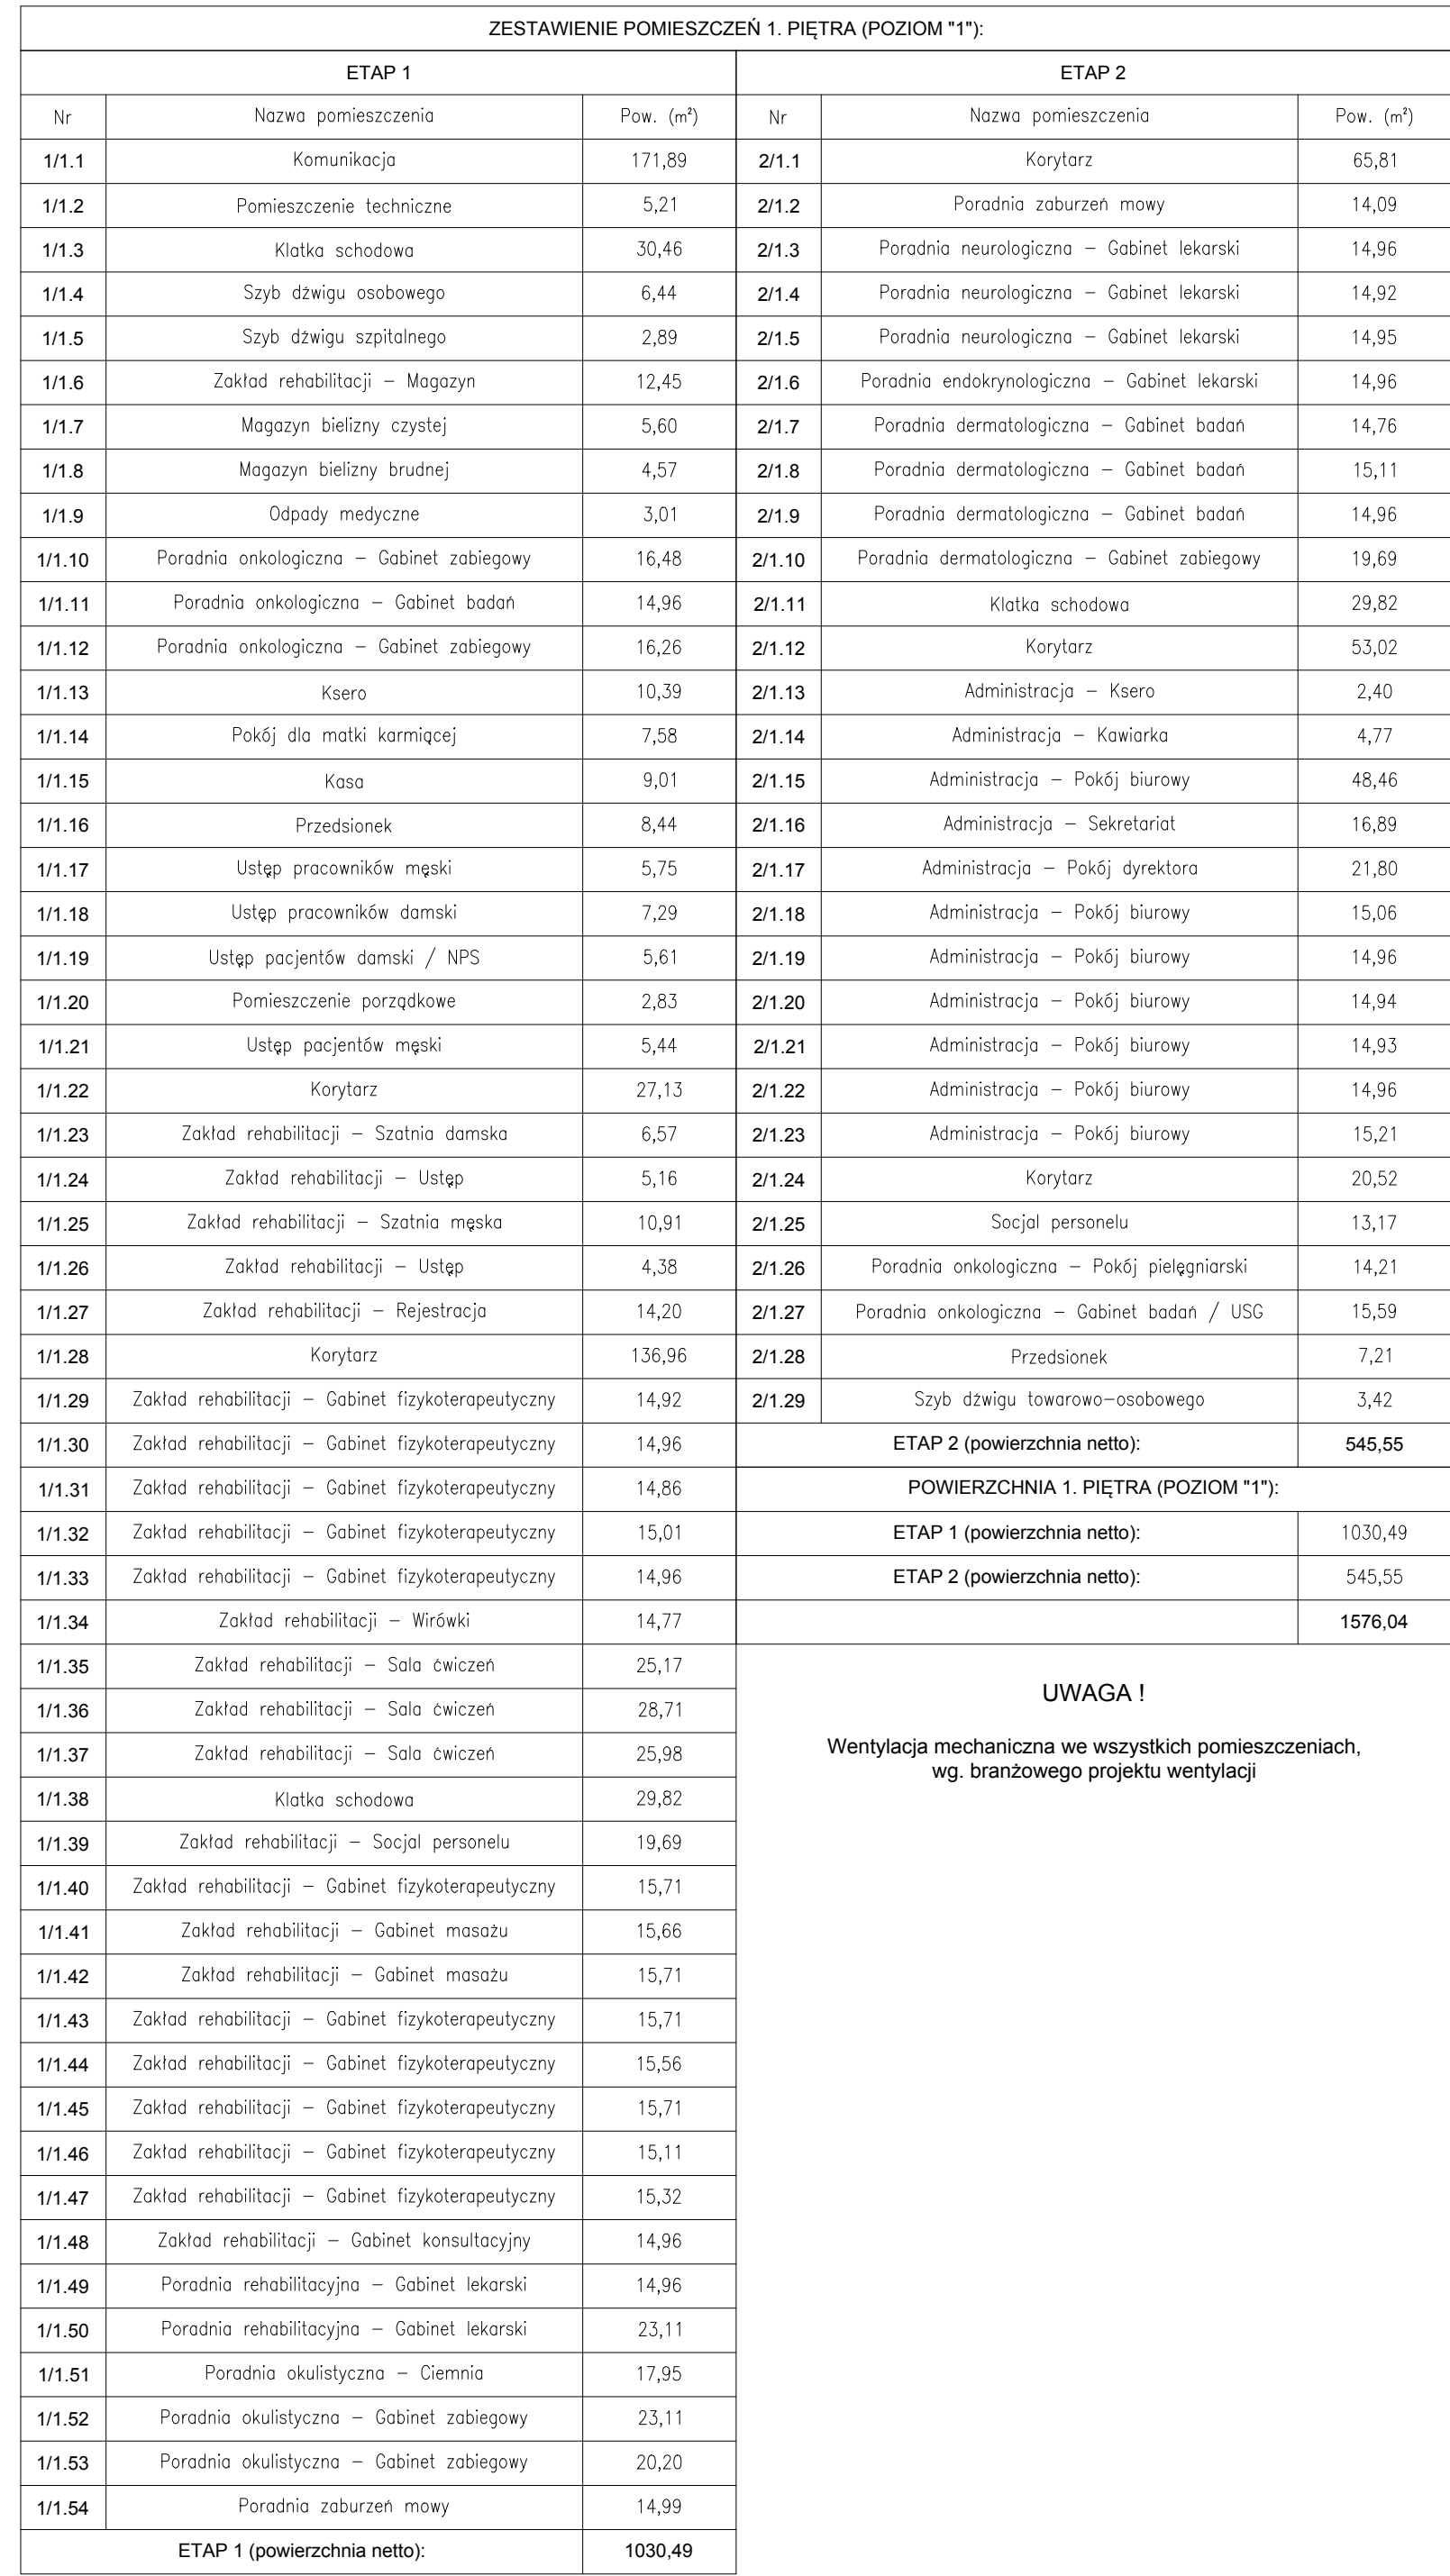 ZESTAWIENIE POMIESZCZEŃ 1. PIĘTRA (POZIOM "1"):
ETAP 1
Nr Nazwa pomieszczenia Pow. (m²)
1/1.1 Komunikacja 171,89
1/1.2 Pomieszczenie techniczne 5,21
1/1.3 Klatka schodowa 30,46
1/1.4 Szyb dźwigu osobowego 6,44
1/1.5 Szyb dźwigu szpitalnego 2,89
1/1.6 Zakład rehabilitacji – Magazyn 12,45
1/1.7 Magazyn bielizny czystej 5,60
1/1.8 Magazyn bielizny brudnej 4,57
1/1.9 Odpady medyczne 3,01
1/1.10 Poradnia onkologiczna – Gabinet zabiegowy 16,48
1/1.11 Poradnia onkologiczna – Gabinet badań 14,96
1/1.12 Poradnia onkologiczna – Gabinet zabiegowy 16,26
1/1.13 Ksero 10,39
1/1.14 Pokój dla matki karmiącej 7,58
1/1.15 Kasa 9,01
1/1.16 Przedsionek 8,44
1/1.17 Ustęp pracowników męski 5,75
1/1.18 Ustęp pracowników damski 7,29
1/1.19 Ustęp pacjentów damski / NPS 5,61
1/1.20 Pomieszczenie porządkowe 2,83
1/1.21 Ustęp pacjentów męski 5,44
1/1.22 Korytarz 27,13
1/1.23 Zakład rehabilitacji – Szatnia damska 6,57
1/1.24 Zakład rehabilitacji – Ustęp 5,16
1/1.25 Zakład rehabilitacji – Szatnia męska 10,91
1/1.26 Zakład rehabilitacji – Ustęp 4,38
1/1.27 Zakład rehabilitacji – Rejestracja 14,20
1/1.28 Korytarz 136,96
1/1.29 Zakład rehabilitacji – Gabinet fizykoterapeutyczny 14,92
1/1.30 Zakład rehabilitacji – Gabinet fizykoterapeutyczny 14,96
1/1.31 Zakład rehabilitacji – Gabinet fizykoterapeutyczny 14,86
1/1.32 Zakład rehabilitacji – Gabinet fizykoterapeutyczny 15,01
1/1.33 Zakład rehabilitacji – Gabinet fizykoterapeutyczny 14,96
1/1.34 Zakład rehabilitacji – Wirówki 14,77
1/1.35 Zakład rehabilitacji – Sala ćwiczeń 25,17
1/1.36 Zakład rehabilitacji – Sala ćwiczeń 28,71
1/1.37 Zakład rehabilitacji – Sala ćwiczeń 25,98
1/1.38 Klatka schodowa 29,82
1/1.39 Zakład rehabilitacji – Socjal personelu 19,69
1/1.40 Zakład rehabilitacji – Gabinet fizykoterapeutyczny 15,71
1/1.41 Zakład rehabilitacji – Gabinet masażu 15,66
1/1.42 Zakład rehabilitacji – Gabinet masażu 15,71
1/1.43 Zakład rehabilitacji – Gabinet fizykoterapeutyczny 15,71
1/1.44 Zakład rehabilitacji – Gabinet fizykoterapeutyczny 15,56
1/1.45 Zakład rehabilitacji – Gabinet fizykoterapeutyczny 15,71
1/1.46 Zakład rehabilitacji – Gabinet fizykoterapeutyczny 15,11
1/1.47 Zakład rehabilitacji – Gabinet fizykoterapeutyczny 15,32
1/1.48 Zakład rehabilitacji – Gabinet konsultacyjny 14,96
1/1.49 Poradnia rehabilitacyjna – Gabinet lekarski 14,96
1/1.50 Poradnia rehabilitacyjna – Gabinet lekarski 23,11
1/1.51 Poradnia okulistyczna – Ciemnia 17,95
1/1.52 Poradnia okulistyczna – Gabinet zabiegowy 23,11
1/1.53 Poradnia okulistyczna – Gabinet zabiegowy 20,20
1/1.54 Poradnia zaburzeń mowy 14,99
ETAP 1 (powierzchnia netto): 1030,49
ETAP 2
Nr Nazwa pomieszczenia Pow. (m²)
2/1.1 Korytarz 65,81
2/1.2 Poradnia zaburzeń mowy 14,09
2/1.3 Poradnia neurologiczna – Gabinet lekarski 14,96
2/1.4 Poradnia neurologiczna – Gabinet lekarski 14,92
2/1.5 Poradnia neurologiczna – Gabinet lekarski 14,95
2/1.6 Poradnia endokrynologiczna – Gabinet lekarski 14,96
2/1.7 Poradnia dermatologiczna – Gabinet badań 14,76
2/1.8 Poradnia dermatologiczna – Gabinet badań 15,11
2/1.9 Poradnia dermatologiczna – Gabinet badań 14,96
2/1.10 Poradnia dermatologiczna – Gabinet zabiegowy 19,69
2/1.11 Klatka schodowa 29,82
2/1.12 Korytarz 53,02
2/1.13 Administracja – Ksero 2,40
2/1.14 Administracja – Kawiarka 4,77
2/1.15 Administracja – Pokój biurowy 48,46
2/1.16 Administracja – Sekretariat 16,89
2/1.17 Administracja – Pokój dyrektora 21,80
2/1.18 Administracja – Pokój biurowy 15,06
2/1.19 Administracja – Pokój biurowy 14,96
2/1.20 Administracja – Pokój biurowy 14,94
2/1.21 Administracja – Pokój biurowy 14,93
2/1.22 Administracja – Pokój biurowy 14,96
2/1.23 Administracja – Pokój biurowy 15,21
2/1.24 Korytarz 20,52
2/1.25 Socjal personelu 13,17
2/1.26 Poradnia onkologiczna – Pokój pielęgniarski 14,21
2/1.27 Poradnia onkologiczna – Gabinet badań / USG 15,59
2/1.28 Przedsionek 7,21
2/1.29 Szyb dźwigu towarowo-osobowego 3,42
ETAP 2 (powierzchnia netto): 545,55
POWIERZCHNIA 1. PIĘTRA (POZIOM "1"):
ETAP 1 (powierzchnia netto): 1030,49
ETAP 2 (powierzchnia netto): 545,55
1576,04
UWAGA !
Wentylacja mechaniczna we wszystkich pomieszczeniach,
wg. branżowego projektu wentylacji